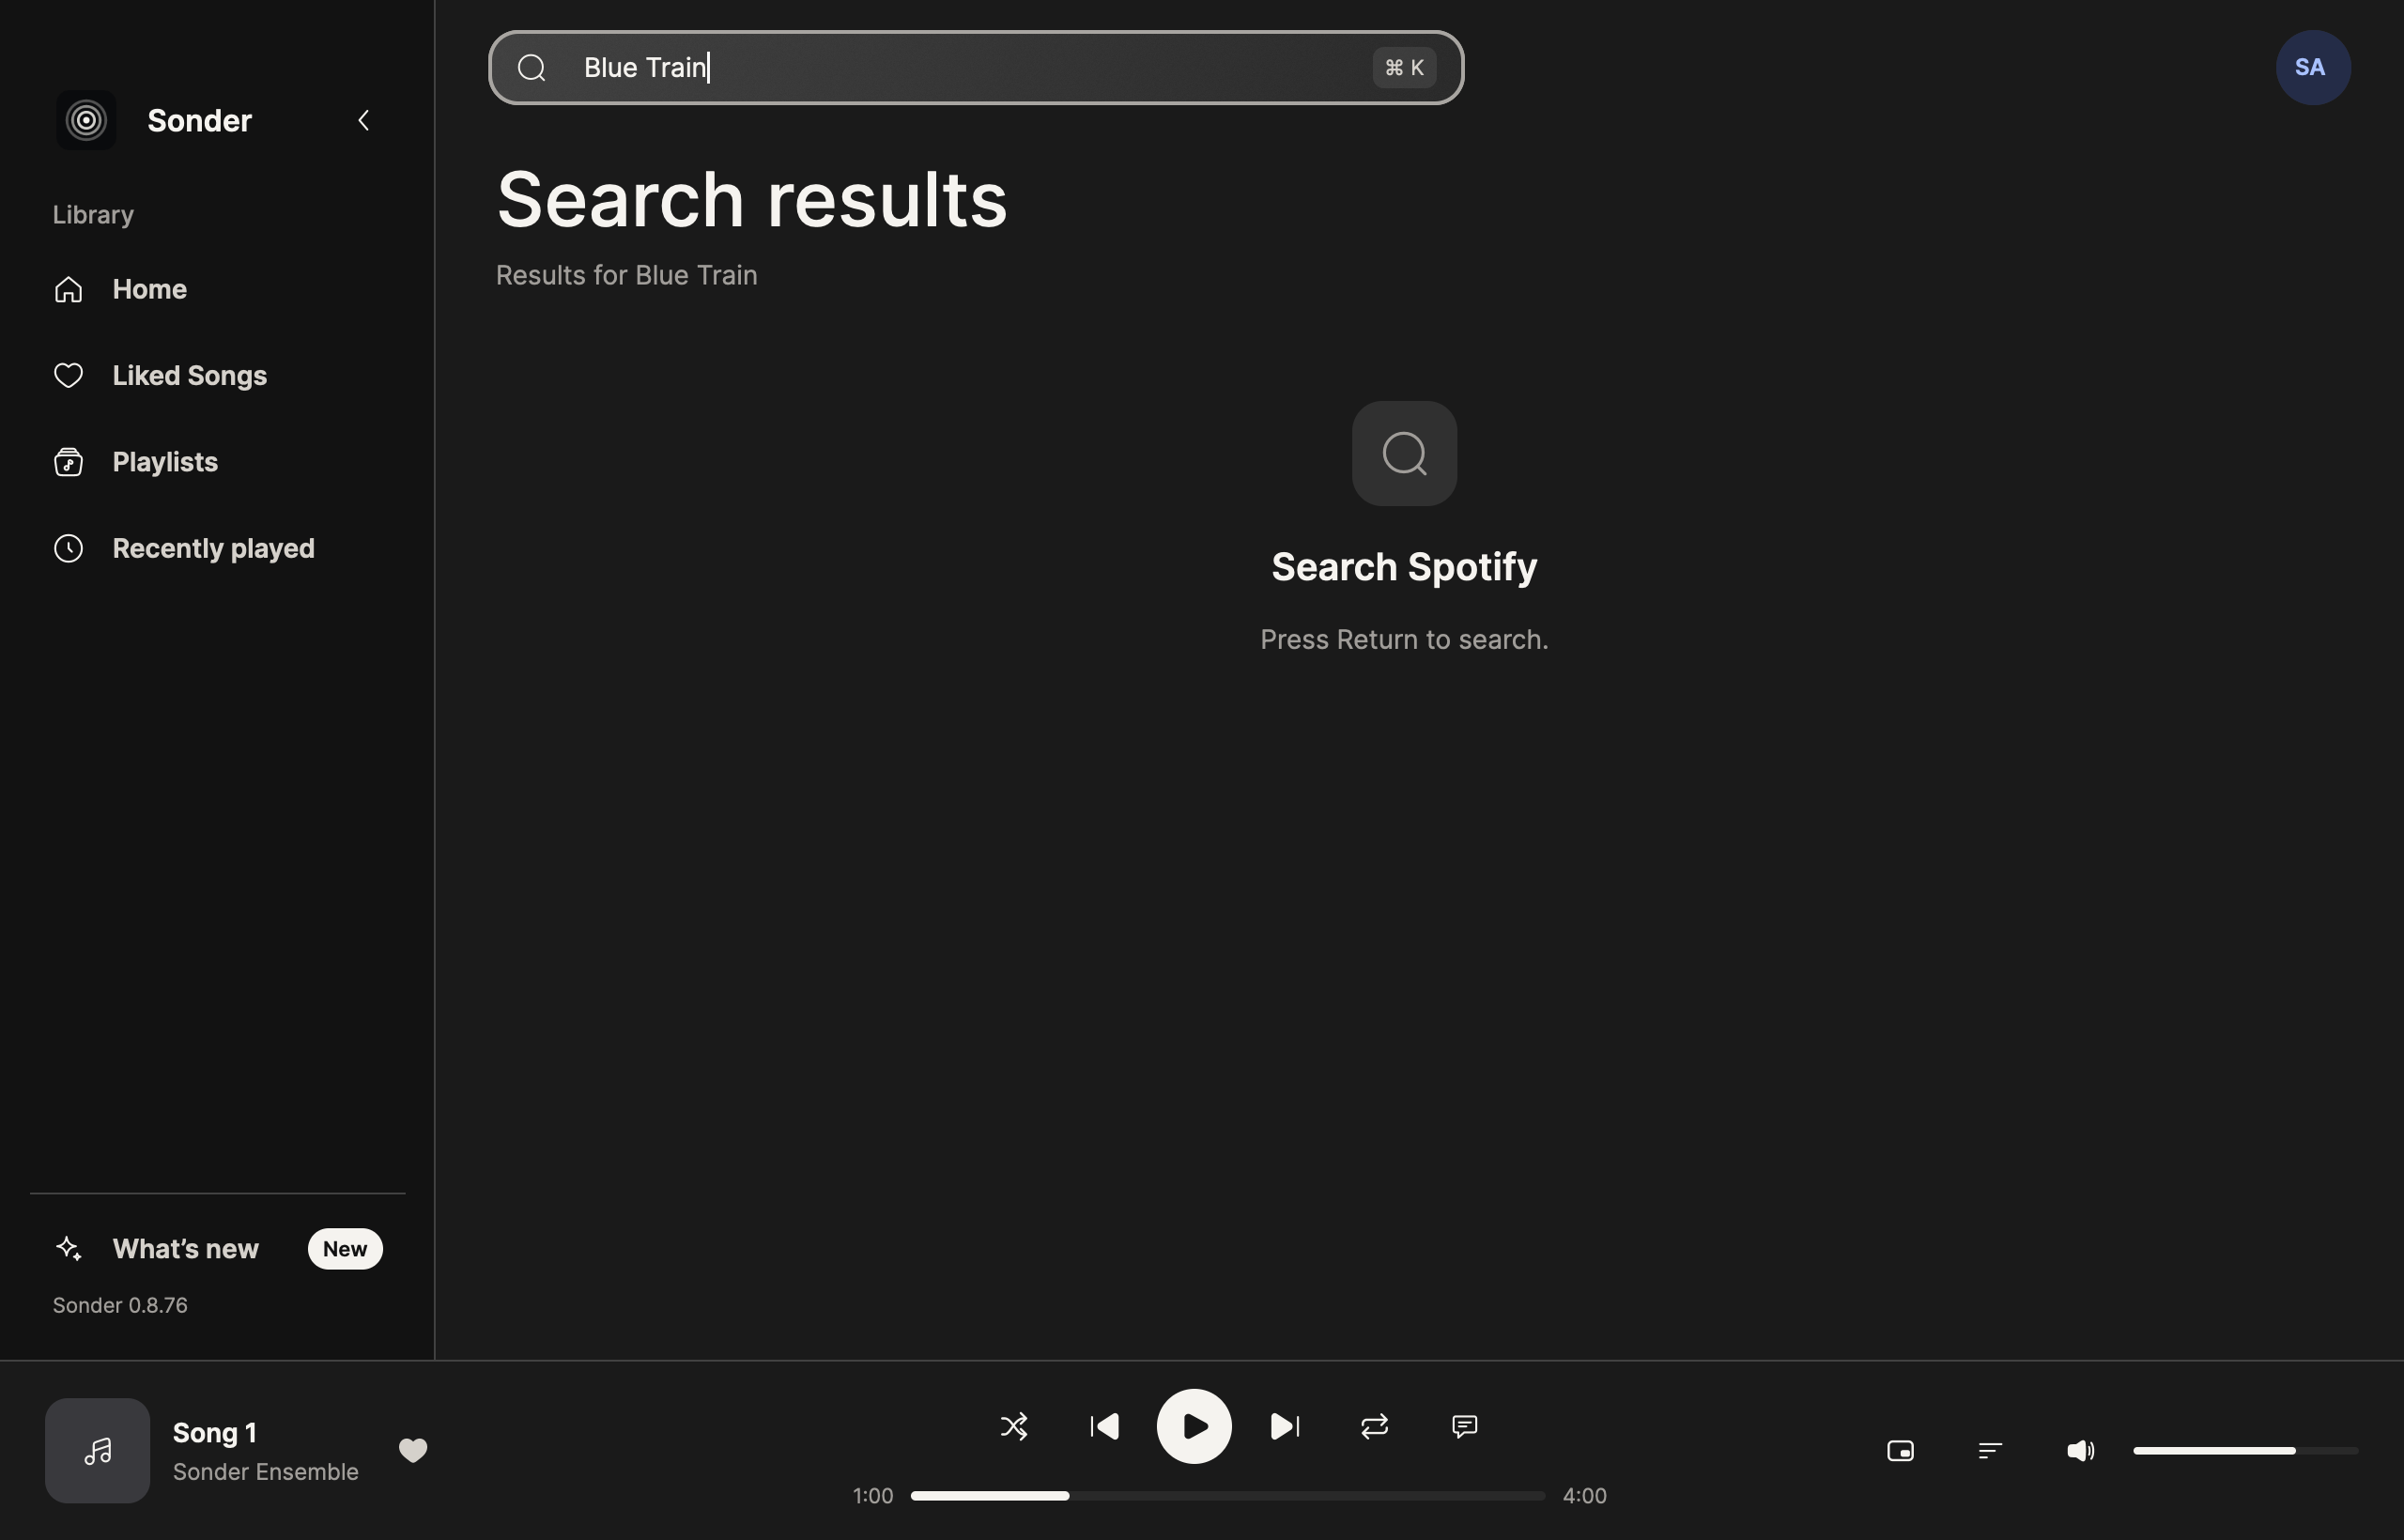 Blue Train
⌘ K
SA
Sonder
Library
Home
Liked Songs
Playlists
Recently played
Search results
Results for Blue Train
Search Spotify
Press Return to search.
What’s new
New
Sonder 0.8.76
Song 1
Sonder Ensemble
1:00
4:00